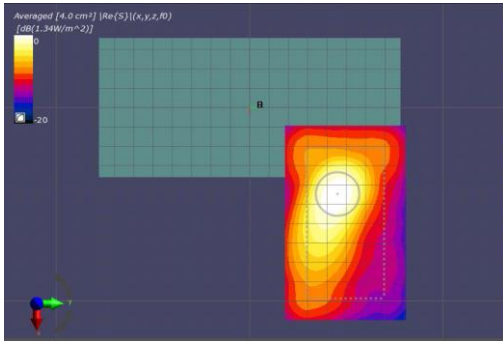 Averaged [4.0 cm²] |Re{S}|(x,y,z,f0)
[dB(1.34W/m^2)]
0
-20
B
Y